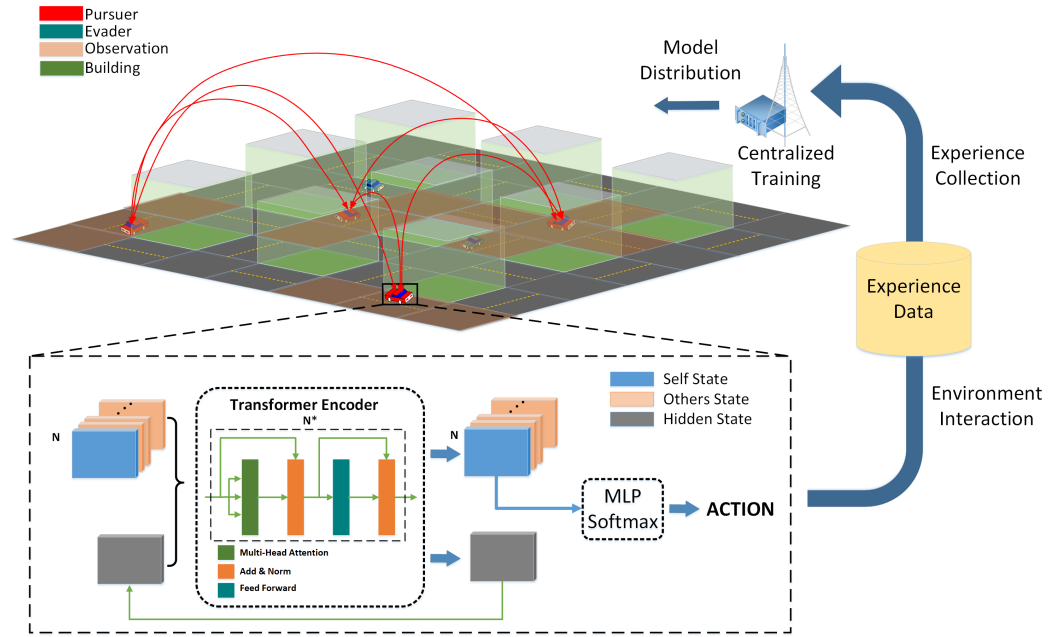 Pursuer
Evader
Observation
Building
Model
Distribution
Centralized
Training
Experience
Collection
Experience
Data
Environment
Interaction
Self State
Others State
Hidden State
N
Transformer Encoder
N*
Multi-Head Attention
Add & Norm
Feed Forward
N
MLP
Softmax
ACTION